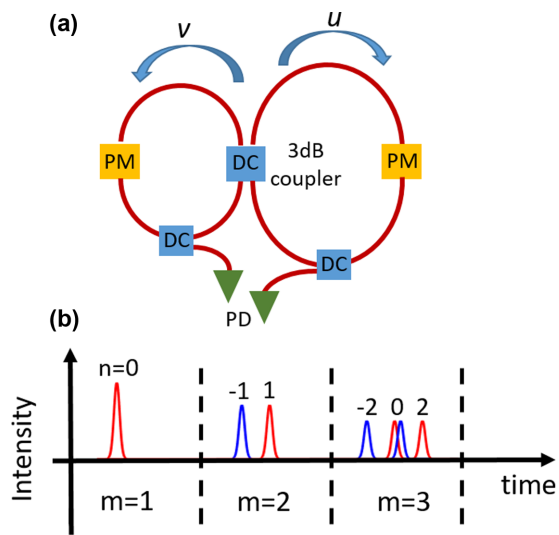 (a)
v
u
PM
DC
3dB
coupler
PM
DC
DC
PD
(b)
Intensity
n=0
-1
1
-2
0
2
m=1
m=2
m=3
time